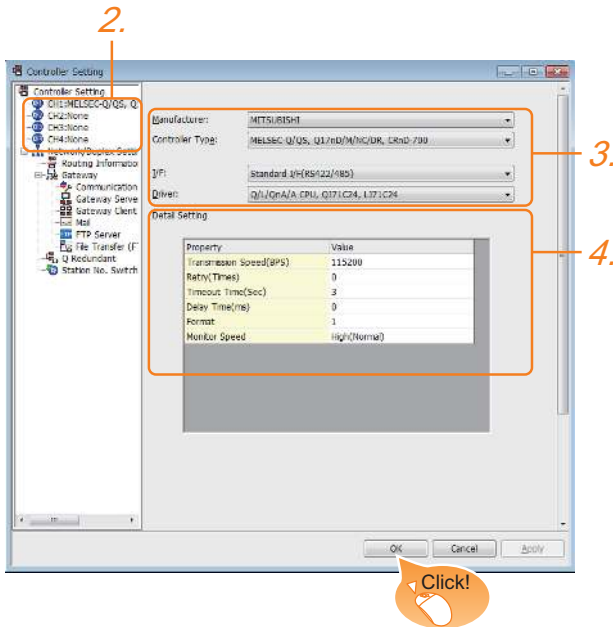 2.
Controller Setting
Controller Setting
CH1:MELSEC-Q/QS, Q
CH2:None
CH3:None
CH4:None
Network/Duplex Setti
Routing Informatio
Gateway
Communication
Gateway Serve
Gateway Client
Mail
FTP Server
File Transfer (F
Q Redundant
Station No. Switch
Manufacturer: MITSUBISHI
Controller Type: MELSEC-Q/QS, Q17nD/M/NC/DR, CRnD-700
I/F: Standard I/F(RS422/485)
Driver: Q/L/QnA/A CPU, QJ71C24, LJ71C24
3.
Detail Setting
4.
Property Value
Transmission Speed(BPS) 115200
Retry(Times) 0
Timeout Time(Sec) 3
Delay Time(ms) 0
Format 1
Monitor Speed High(Normal)
OK Cancel Apply
Click!